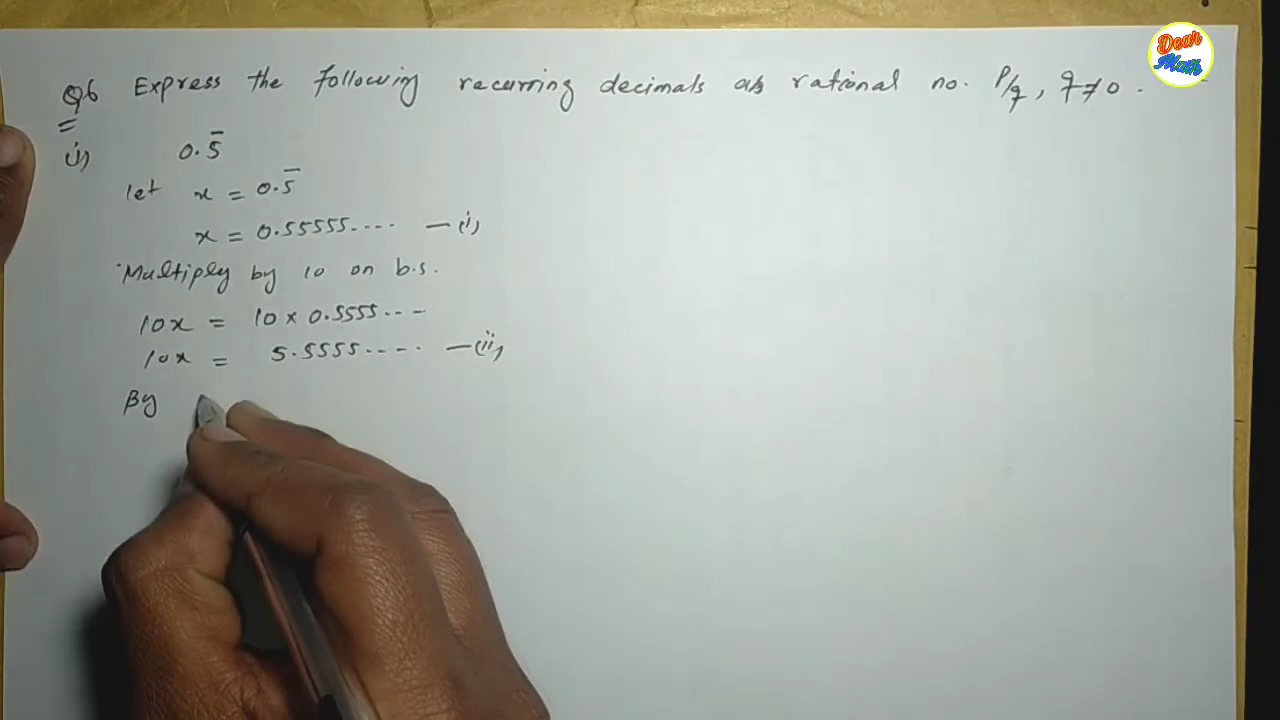 Dear
Math
Q6 Express the following recurring decimals as rational no. P/q, q≠0.
(i) 0.5̅
let x = 0.5̅
x = 0.55555.... —(i)
Multiply by 10 on b.s.
10x = 10 × 0.5555...
10x = 5.5555..... —(ii)
By